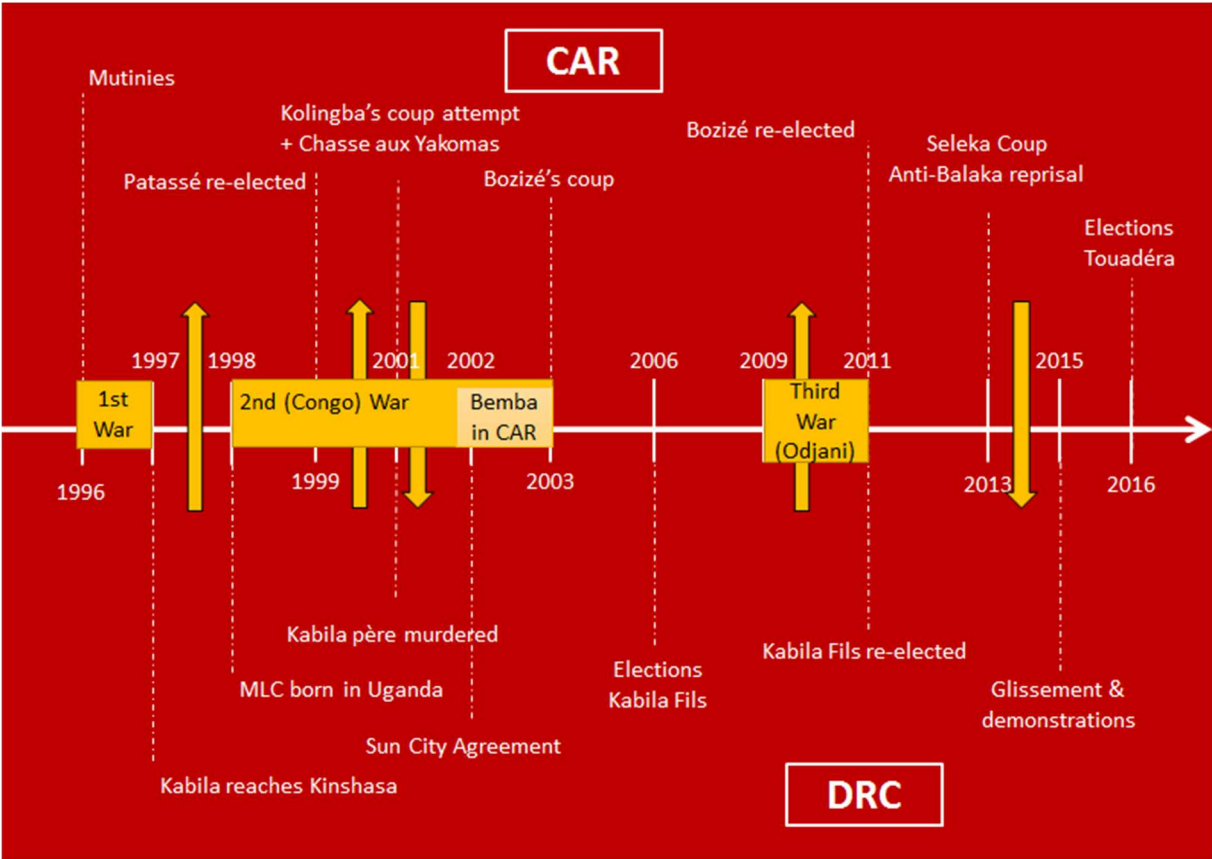 CAR
Mutinies
Kolingba's coup attempt
+ Chasse aux Yakomas
Patassé re-elected
Bozizé's coup
Bozizé re-elected
Seleka Coup
Anti-Balaka reprisal
Elections
Touadéra
1997
1998
2001
2002
2006
2009
2011
2015
1st
War
2nd (Congo) War
Bemba
in CAR
Third
War
(Odjani)
1996
1999
2003
2013
2016
Kabila père murdered
MLC born in Uganda
Sun City Agreement
Kabila reaches Kinshasa
Elections
Kabila Fils
Kabila Fils re-elected
Glissement &
demonstrations
DRC